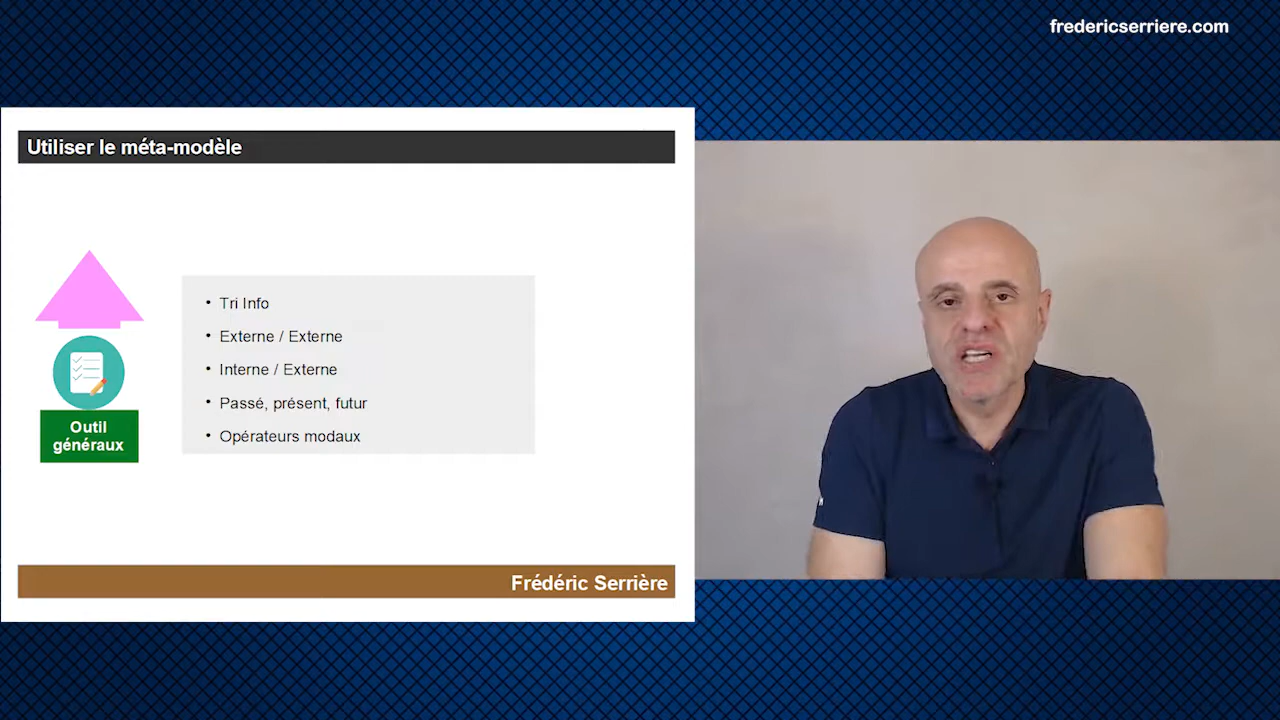 fredericserriere.com
Utiliser le méta-modèle
• Tri Info
• Externe / Externe
• Interne / Externe
• Passé, présent, futur
• Opérateurs modaux
Outil
généraux
Frédéric Serrière